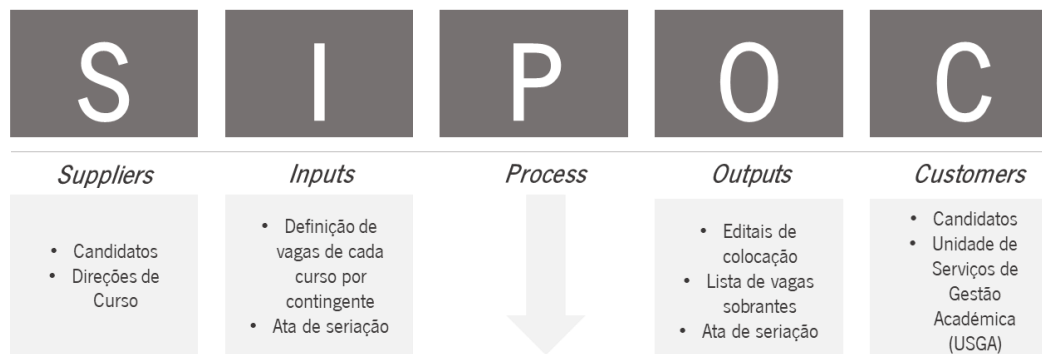 S I P O C
Suppliers Inputs Process Outputs Customers
• Candidatos
• Direções de
Curso
• Definição de
vagas de cada
curso por
contingente
• Ata de seriação
• Editais de
colocação
• Lista de vagas
sobrantes
• Ata de seriação
• Candidatos
• Unidade de
Serviços de
Gestão
Académica
(USGA)